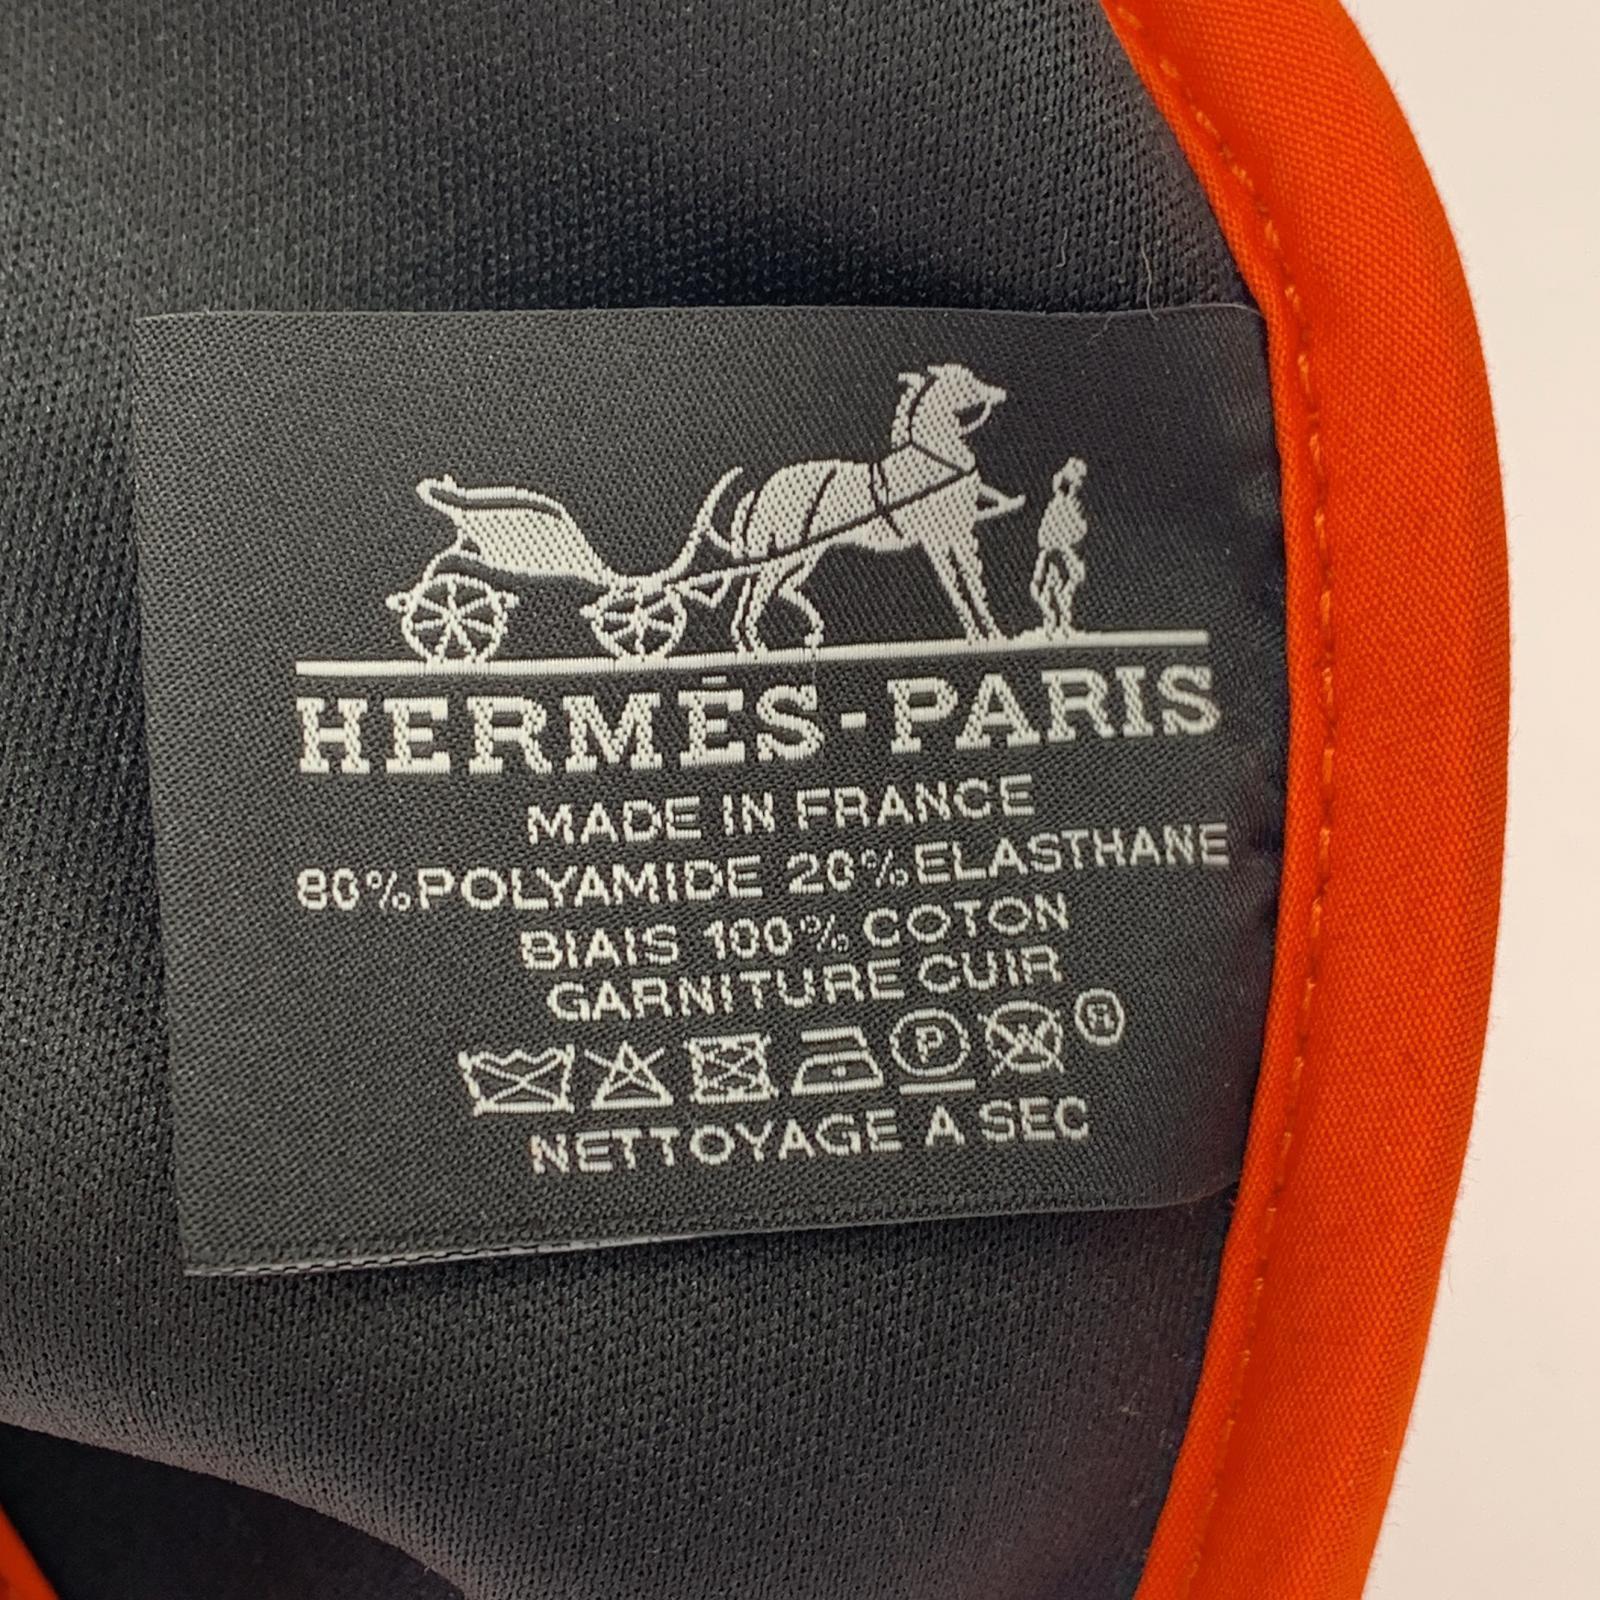 HERMÈS-PARIS
MADE IN FRANCE
80%POLYAMIDE 20%ELASTHANE
BIAIS 100% COTON
GARNITURE CUIR
P ®
NETTOYAGE A SEC